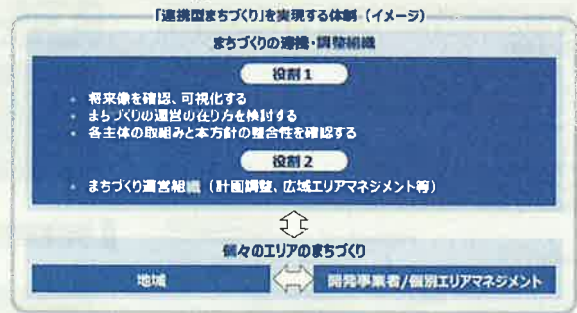 「連携型まちづくり」を実現する体制（イメージ）
まちづくりの連携・調整組織
役割1
・ 将来像を確認、可視化する
・ まちづくりの運営の在り方を検討する
・ 各主体の取組みと本方針の整合性を確認する
役割2
・ まちづくり運営組織（計画調整、広域エリアマネジメント等）
個々のエリアのまちづくり
地域
開発事業者/個別エリアマネジメント